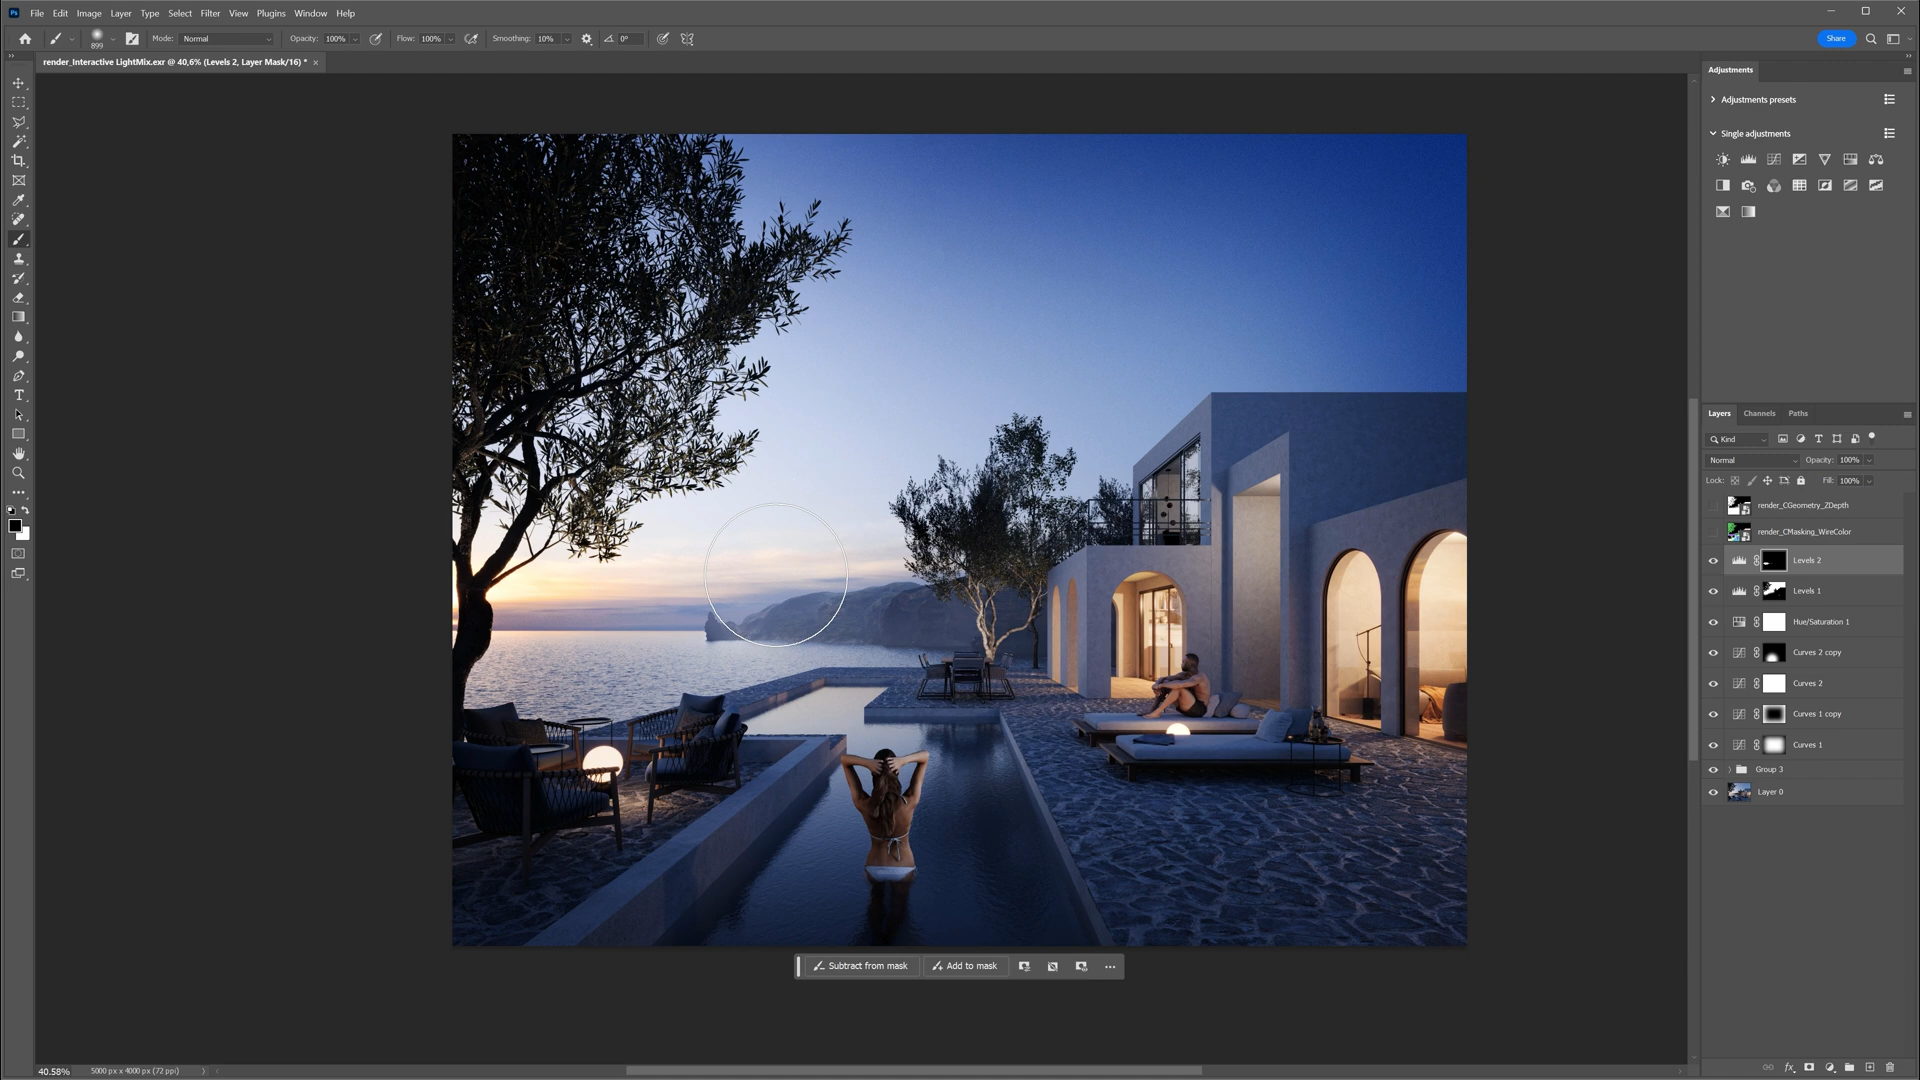 Ps File Edit Image Layer Type Select Filter View Plugins Window Help
899 Mode: Normal Opacity: 100% Flow: 100% Smoothing: 10% 0° Share
render_Interactive LightMix.exr @ 40,6% (Levels 2, Layer Mask/16) *
Adjustments
Adjustments presets
Single adjustments
Layers Channels Paths
Kind
Normal Opacity: 100%
Lock: Fill: 100%
render_CGeometry_ZDepth
render_CMasking_WireColor
Levels 2
Levels 1
Hue/Saturation 1
Curves 2 copy
Curves 2
Curves 1 copy
Curves 1
Group 3
Layer 0
Subtract from mask Add to mask
40.58% 5000 px x 4000 px (72 ppi)